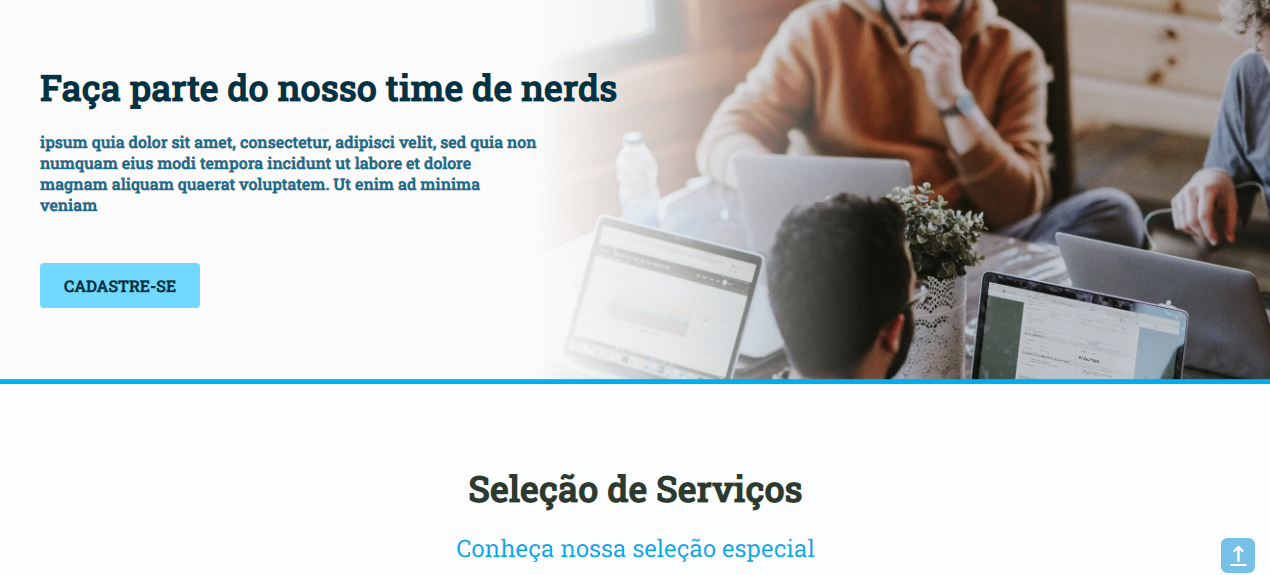 Faça parte do nosso time de nerds
ipsum quia dolor sit amet, consectetur, adipisci velit, sed quia non
numquam eius modi tempora incidunt ut labore et dolore
magnam aliquam quaerat voluptatem. Ut enim ad minima
veniam
CADASTRE-SE
Seleção de Serviços
Conheça nossa seleção especial